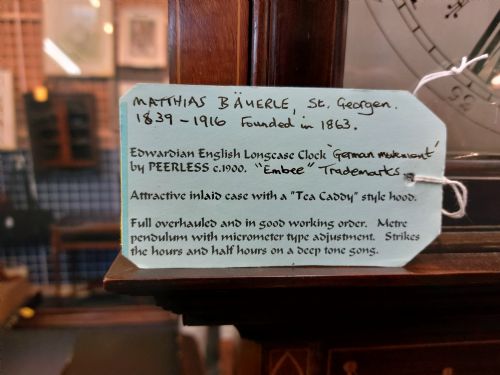 MATTHIAS BÄUERLE, St. Georgen.
1839-1916 Founded in 1863.
Edwardian English Longcase Clock "German movement"
by PEERLESS c.1900. "Embee" Trademarks.
Attractive inlaid case with a "Tea Caddy" style hood.
Full overhauled and in good working order. Metre
pendulum with micrometer type adjustment. Strikes
the hours and half hours on a deep tone gong.